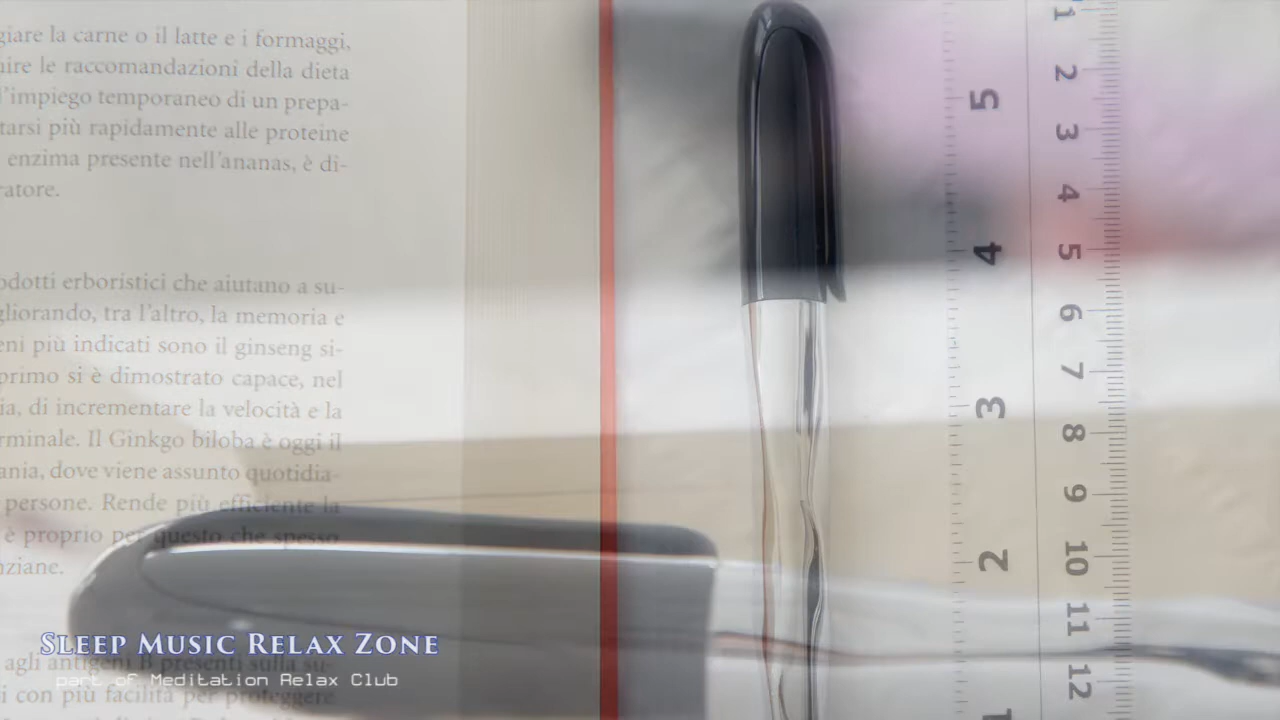 giare la carne o il latte e i formaggi,
le raccomandazioni della dieta
l'impiego temporaneo di un prepa-
tarsi più rapidamente alle proteine
enzima presente nell'ananas, è di-
ratore.
odotti erboristici che aiutano a su-
gliorando, tra l'altro, la memoria e
eni più indicati sono il ginseng si-
primo si è dimostrato capace, nel
ia, di incrementare la velocità e la
rminale. Il Ginkgo biloba è oggi il
ania, dove viene assunto quotidia-
persone. Rende più efficiente la
è proprio per questo che spesso
nziane.
agli antigeni B presenti sulla su-
i con più facilità per proteggere
Sleep Music Relax Zone
part of Meditation Relax Club
5
4
3
2
1
1
2
3
4
5
6
7
8
9
10
11
12